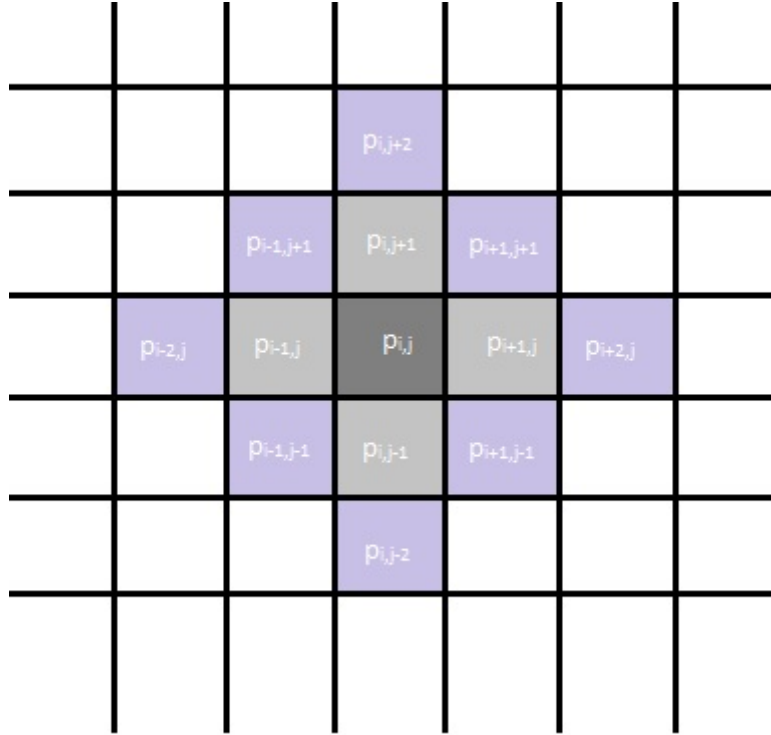 pi,j+2
pi-1,j+1 pi,j+1 pi+1,j+1
pi-2,j pi-1,j pi,j pi+1,j pi+2,j
pi-1,j-1 pi,j-1 pi+1,j-1
pi,j-2